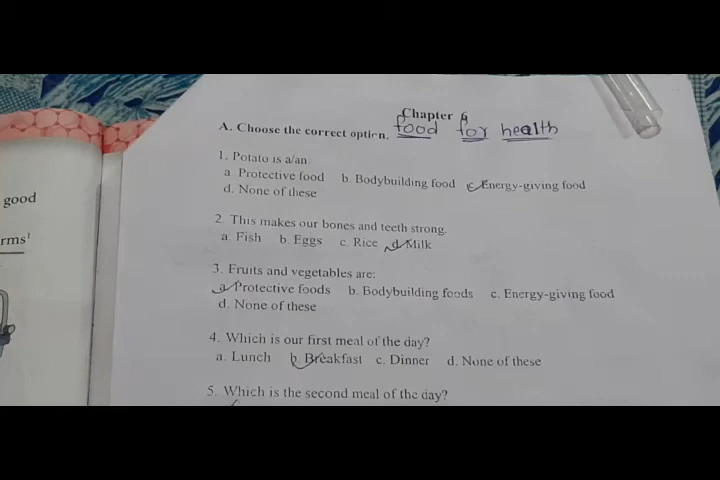 good
rms'
Chapter 6
A. Choose the correct option.
food for health
1. Potato is a/an
a. Protective food b. Bodybuilding food c. Energy-giving food
d. None of these
2. This makes our bones and teeth strong.
a. Fish b. Eggs c. Rice d. Milk
3. Fruits and vegetables are:
a. Protective foods b. Bodybuilding foods c. Energy-giving food
d. None of these
4. Which is our first meal of the day?
a. Lunch b. Breakfast c. Dinner d. None of these
5. Which is the second meal of the day?